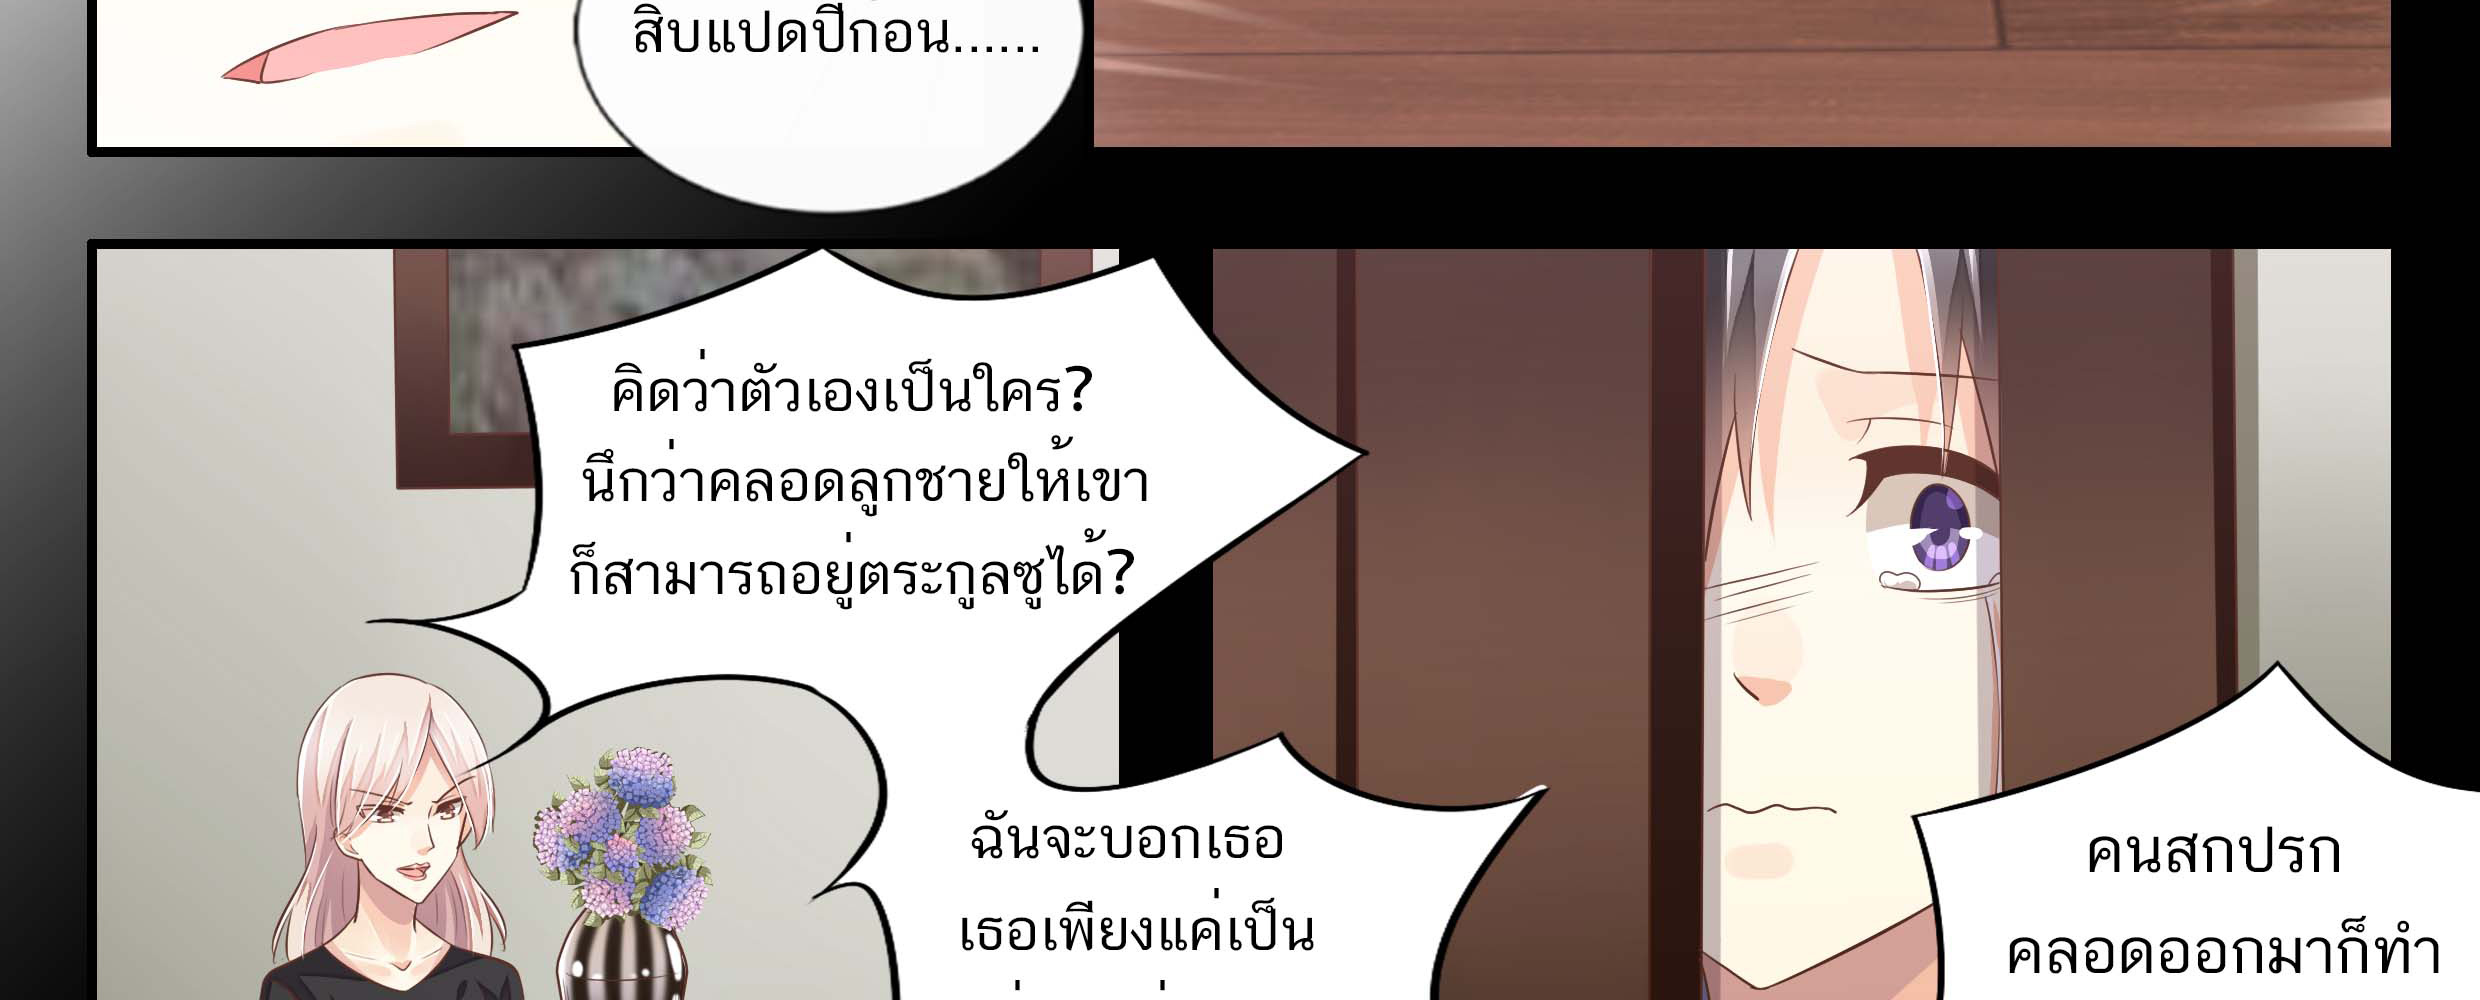 สิบแปดปีก่อน......
คิดว่าตัวเองเป็นใคร?
นึกว่าคลอดลูกชายให้เขา
ก็สามารถอยู่ตระกูลซูได้?
ฉันจะบอกเธอ
เธอเพียงแค่เป็น
คนสกปรก
คลอดออกมาก็ทำ